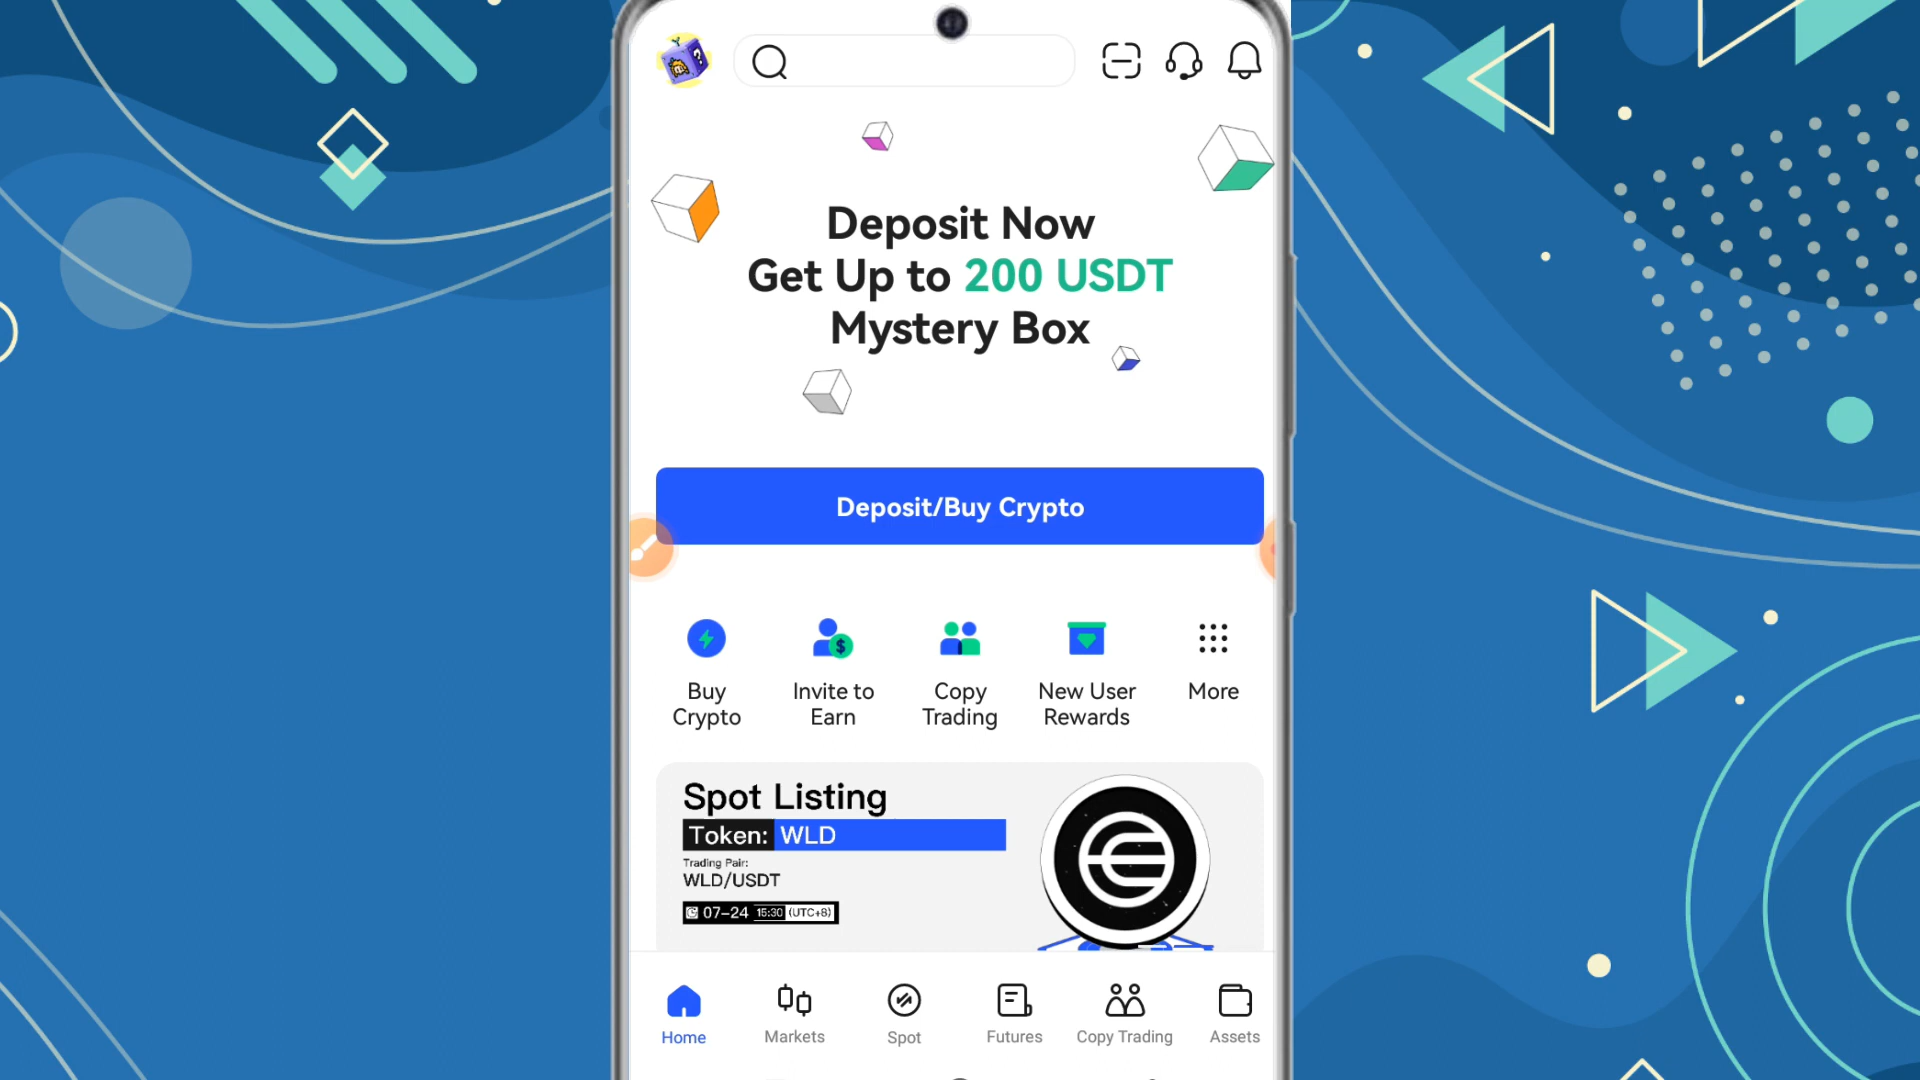 Deposit Now
Get Up to 200 USDT
Mystery Box
Deposit/Buy Crypto
Buy
Crypto
Invite to
Earn
Copy
Trading
New User
Rewards
More
Spot Listing
Token: WLD
Trading Pair:
WLD/USDT
07-24 15:30 (UTC+8)
Home
Markets
Spot
Futures
Copy Trading
Assets